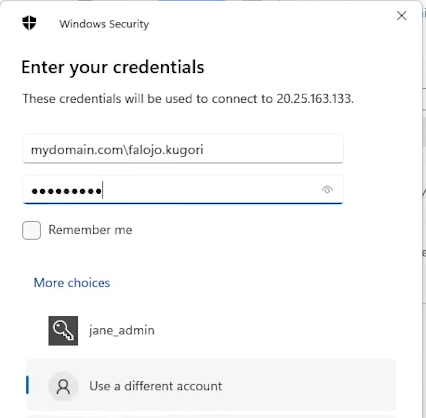 Windows Security
Enter your credentials
These credentials will be used to connect to 20.25.163.133.
mydomain.com\falojo.kugori
•••••••••
Remember me
More choices
jane_admin
Use a different account